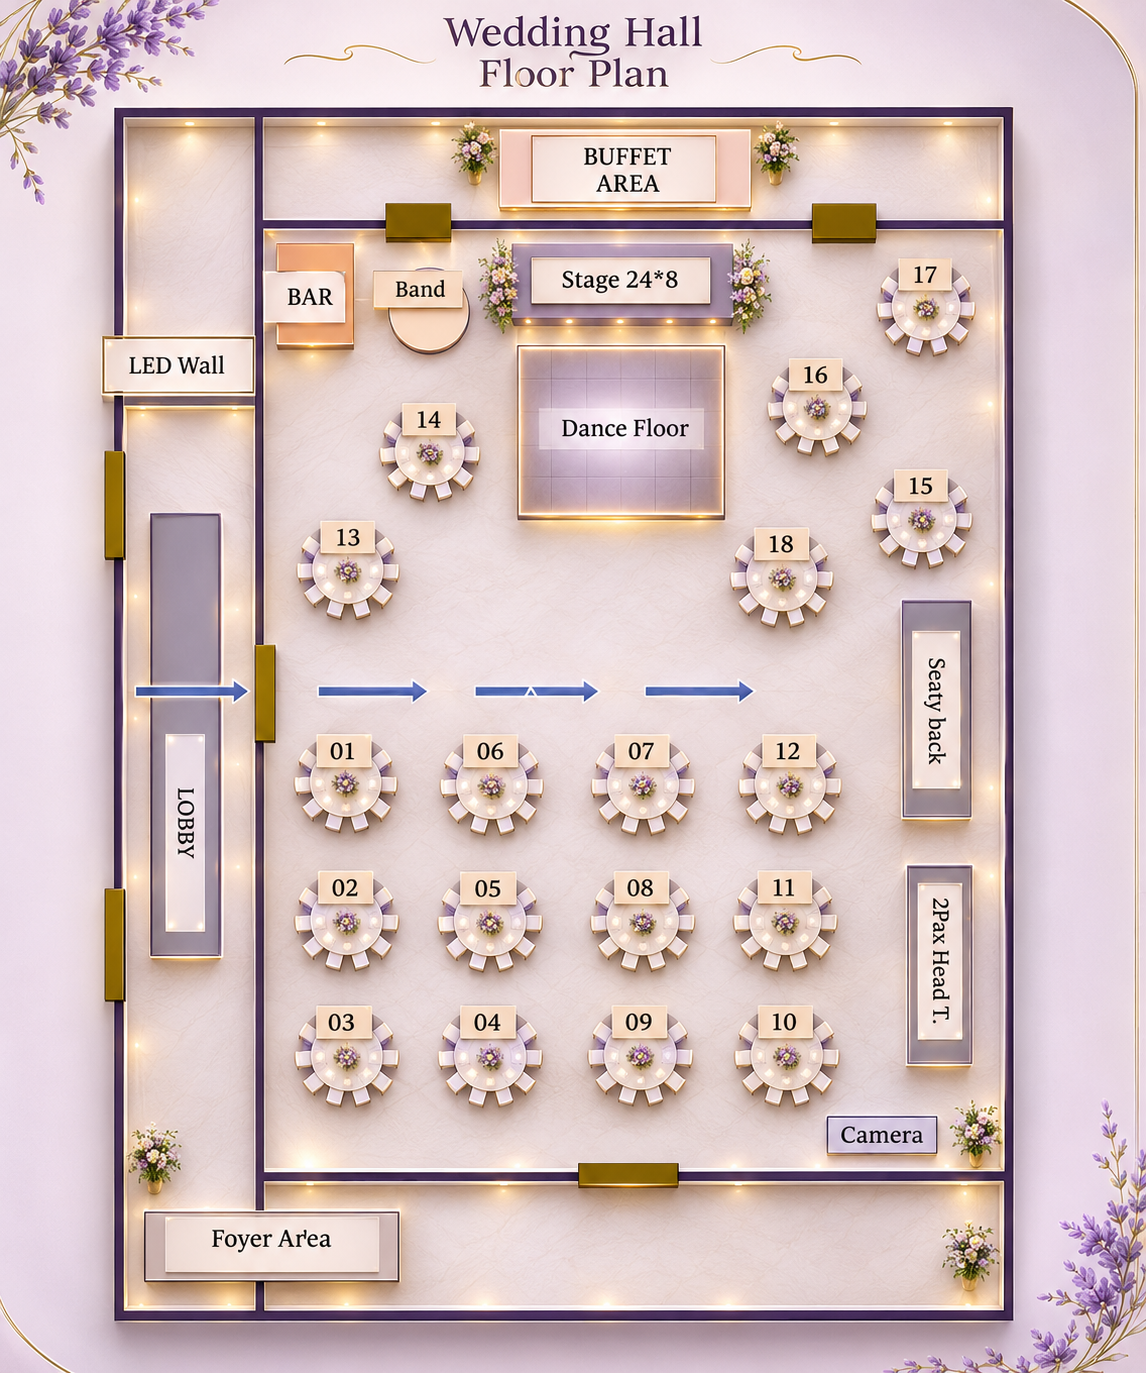 Wedding Hall
Floor Plan
BUFFET
AREA
BAR
Band
Stage 24*8
17
LED Wall
16
14
Dance Floor
15
13
18
Seaty back
LOBBY
01
06
07
12
02
05
08
11
2Pax Head T.
03
04
09
10
Camera
Foyer Area